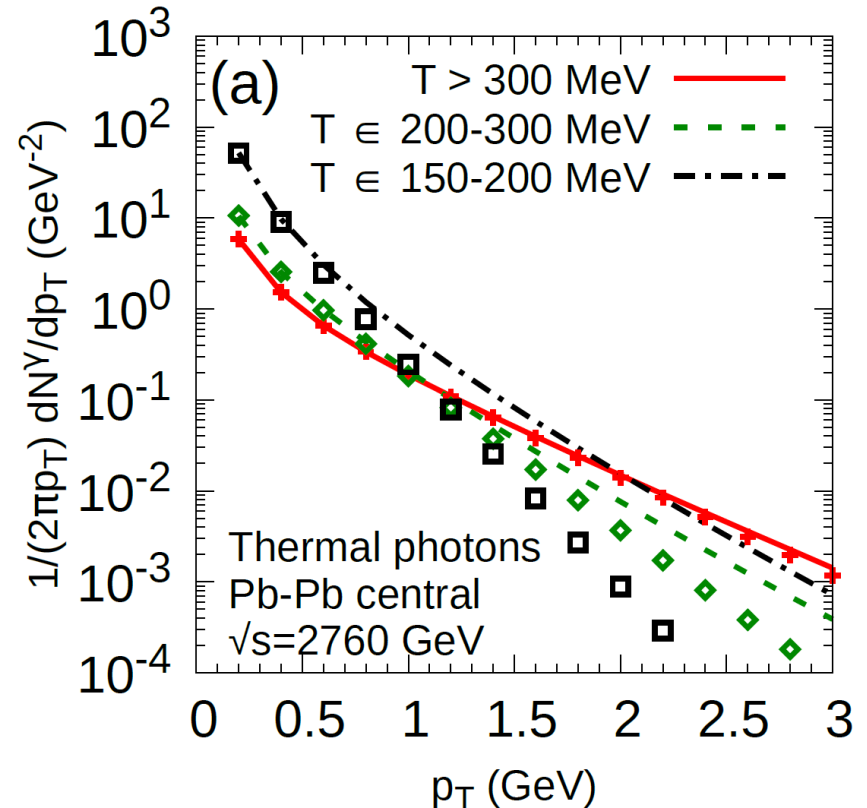 10³
10²
10¹
10⁰
10⁻¹
10⁻²
10⁻³
10⁻⁴
1/(2πp_T) dN^γ/dp_T (GeV⁻²)
(a)
T > 300 MeV
T ∈ 200-300 MeV
T ∈ 150-200 MeV
Thermal photons
Pb-Pb central
√s=2760 GeV
0 0.5 1 1.5 2 2.5 3
p_T (GeV)